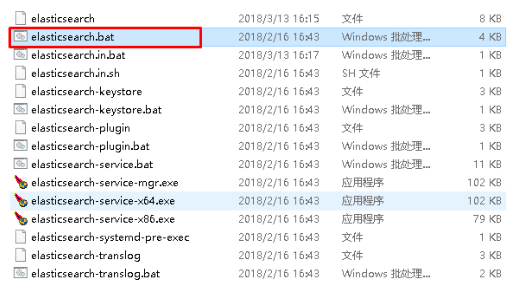 elasticsearch 2018/3/13 16:15 文件 8 KB
elasticsearch.bat 2018/2/16 16:43 Windows 批处理... 4 KB
elasticsearch.in.bat 2018/3/13 16:17 Windows 批处理... 1 KB
elasticsearch.in.sh 2018/2/16 16:43 SH 文件 1 KB
elasticsearch-keystore 2018/2/16 16:43 文件 3 KB
elasticsearch-keystore.bat 2018/2/16 16:43 Windows 批处理... 1 KB
elasticsearch-plugin 2018/2/16 16:43 文件 3 KB
elasticsearch-plugin.bat 2018/2/16 16:43 Windows 批处理... 1 KB
elasticsearch-service.bat 2018/2/16 16:43 Windows 批处理... 11 KB
elasticsearch-service-mgr.exe 2018/2/16 16:43 应用程序 102 KB
elasticsearch-service-x64.exe 2018/2/16 16:43 应用程序 102 KB
elasticsearch-service-x86.exe 2018/2/16 16:43 应用程序 79 KB
elasticsearch-systemd-pre-exec 2018/2/16 16:43 文件 1 KB
elasticsearch-translog 2018/2/16 16:43 文件 3 KB
elasticsearch-translog.bat 2018/2/16 16:43 Windows 批处理... 2 KB